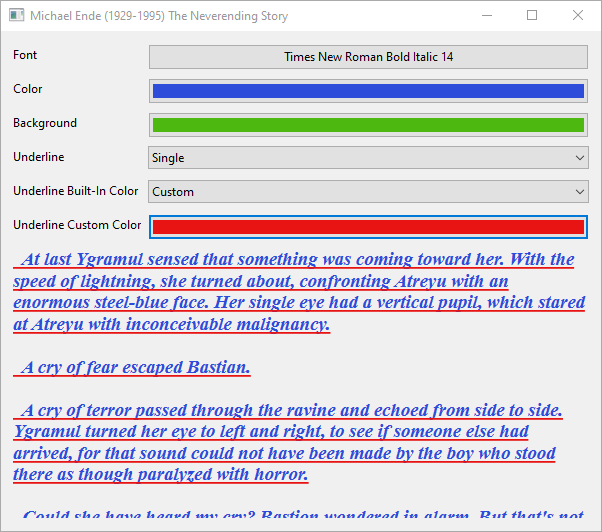 Michael Ende (1929-1995) The Neverending Story
Font
Times New Roman Bold Italic 14
Color
Background
Underline
Single
Underline Built-In Color
Custom
Underline Custom Color
At last Ygramul sensed that something was coming toward her. With the
speed of lightning, she turned about, confronting Atreyu with an
enormous steel-blue face. Her single eye had a vertical pupil, which stared
at Atreyu with inconceivable malignancy.
A cry of fear escaped Bastian.
A cry of terror passed through the ravine and echoed from side to side.
Ygramul turned her eye to left and right, to see if someone else had
arrived, for that sound could not have been made by the boy who stood
there as though paralyzed with horror.
Could she have heard my cry? Bastion wondered in alarm. But that's not